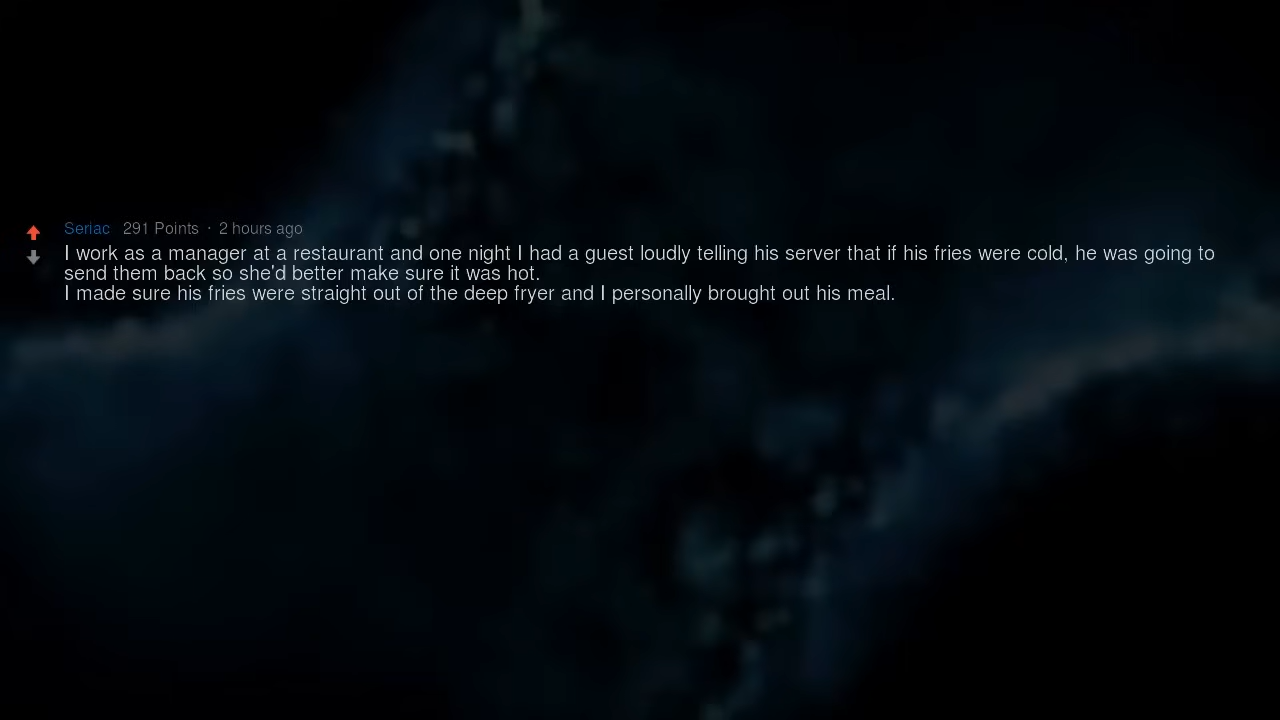 Seriac 291 Points · 2 hours ago
I work as a manager at a restaurant and one night I had a guest loudly telling his server that if his fries were cold, he was going to
send them back so she'd better make sure it was hot.
I made sure his fries were straight out of the deep fryer and I personally brought out his meal.